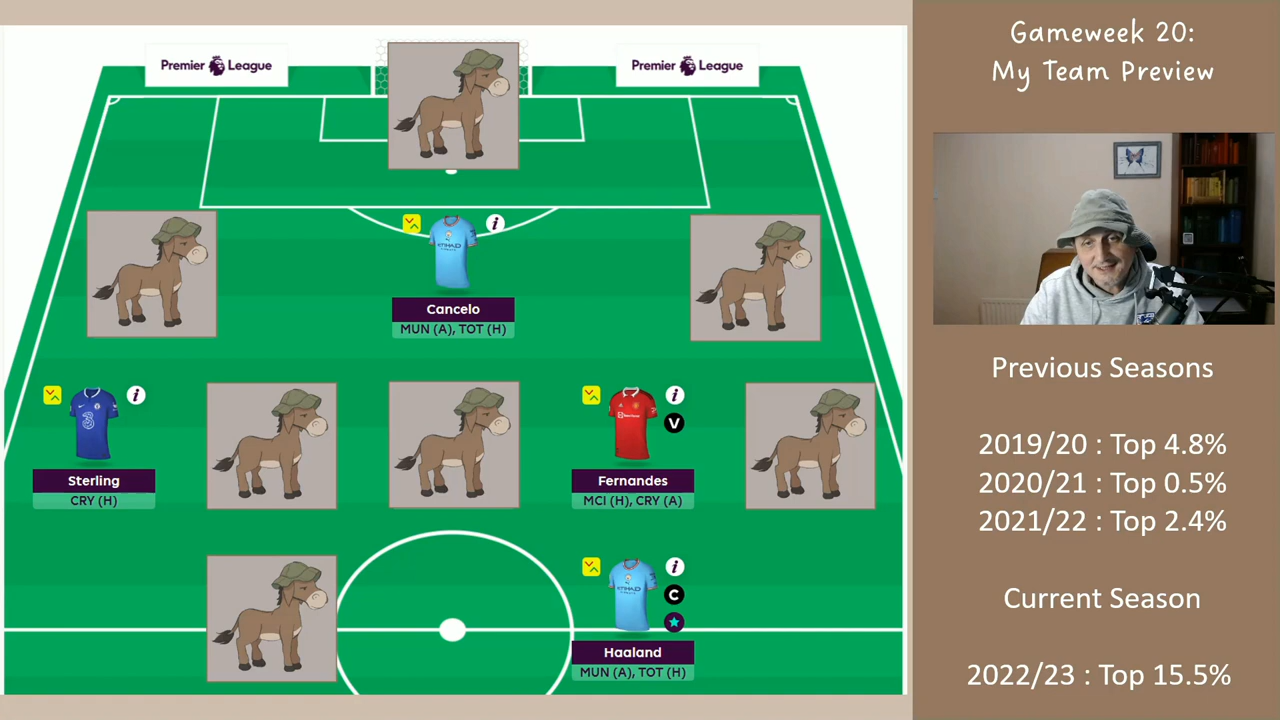 Gameweek 20:
My Team Preview
Premier League
Premier League
ETIHAD
i
Cancelo
MUN (A), TOT (H)
3
i
Sterling
CRY (H)
i
V
Fernandes
MCI (H), CRY (A)
i
C
Haaland
MUN (A), TOT (H)
Previous Seasons
2019/20 : Top 4.8%
2020/21 : Top 0.5%
2021/22 : Top 2.4%
Current Season
2022/23 : Top 15.5%